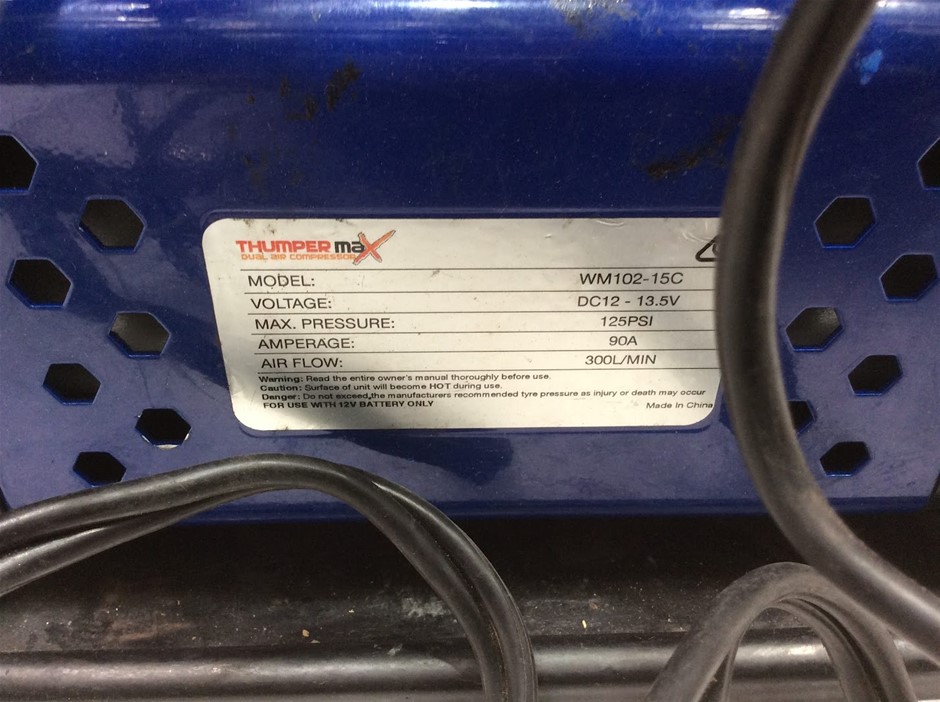 THUMPER maX
DUAL AIR COMPRESSOR
MODEL: WM102-15C
VOLTAGE: DC12 - 13.5V
MAX. PRESSURE: 125PSI
AMPERAGE: 90A
AIR FLOW: 300L/MIN
Warning: Read the entire owner's manual thoroughly before use.
Caution: Surface of unit will become HOT during use.
Danger: Do not exceed,the manufacturers recommended tyre pressure as injury or death may occur
FOR USE WITH 12V BATTERY ONLY Made In China